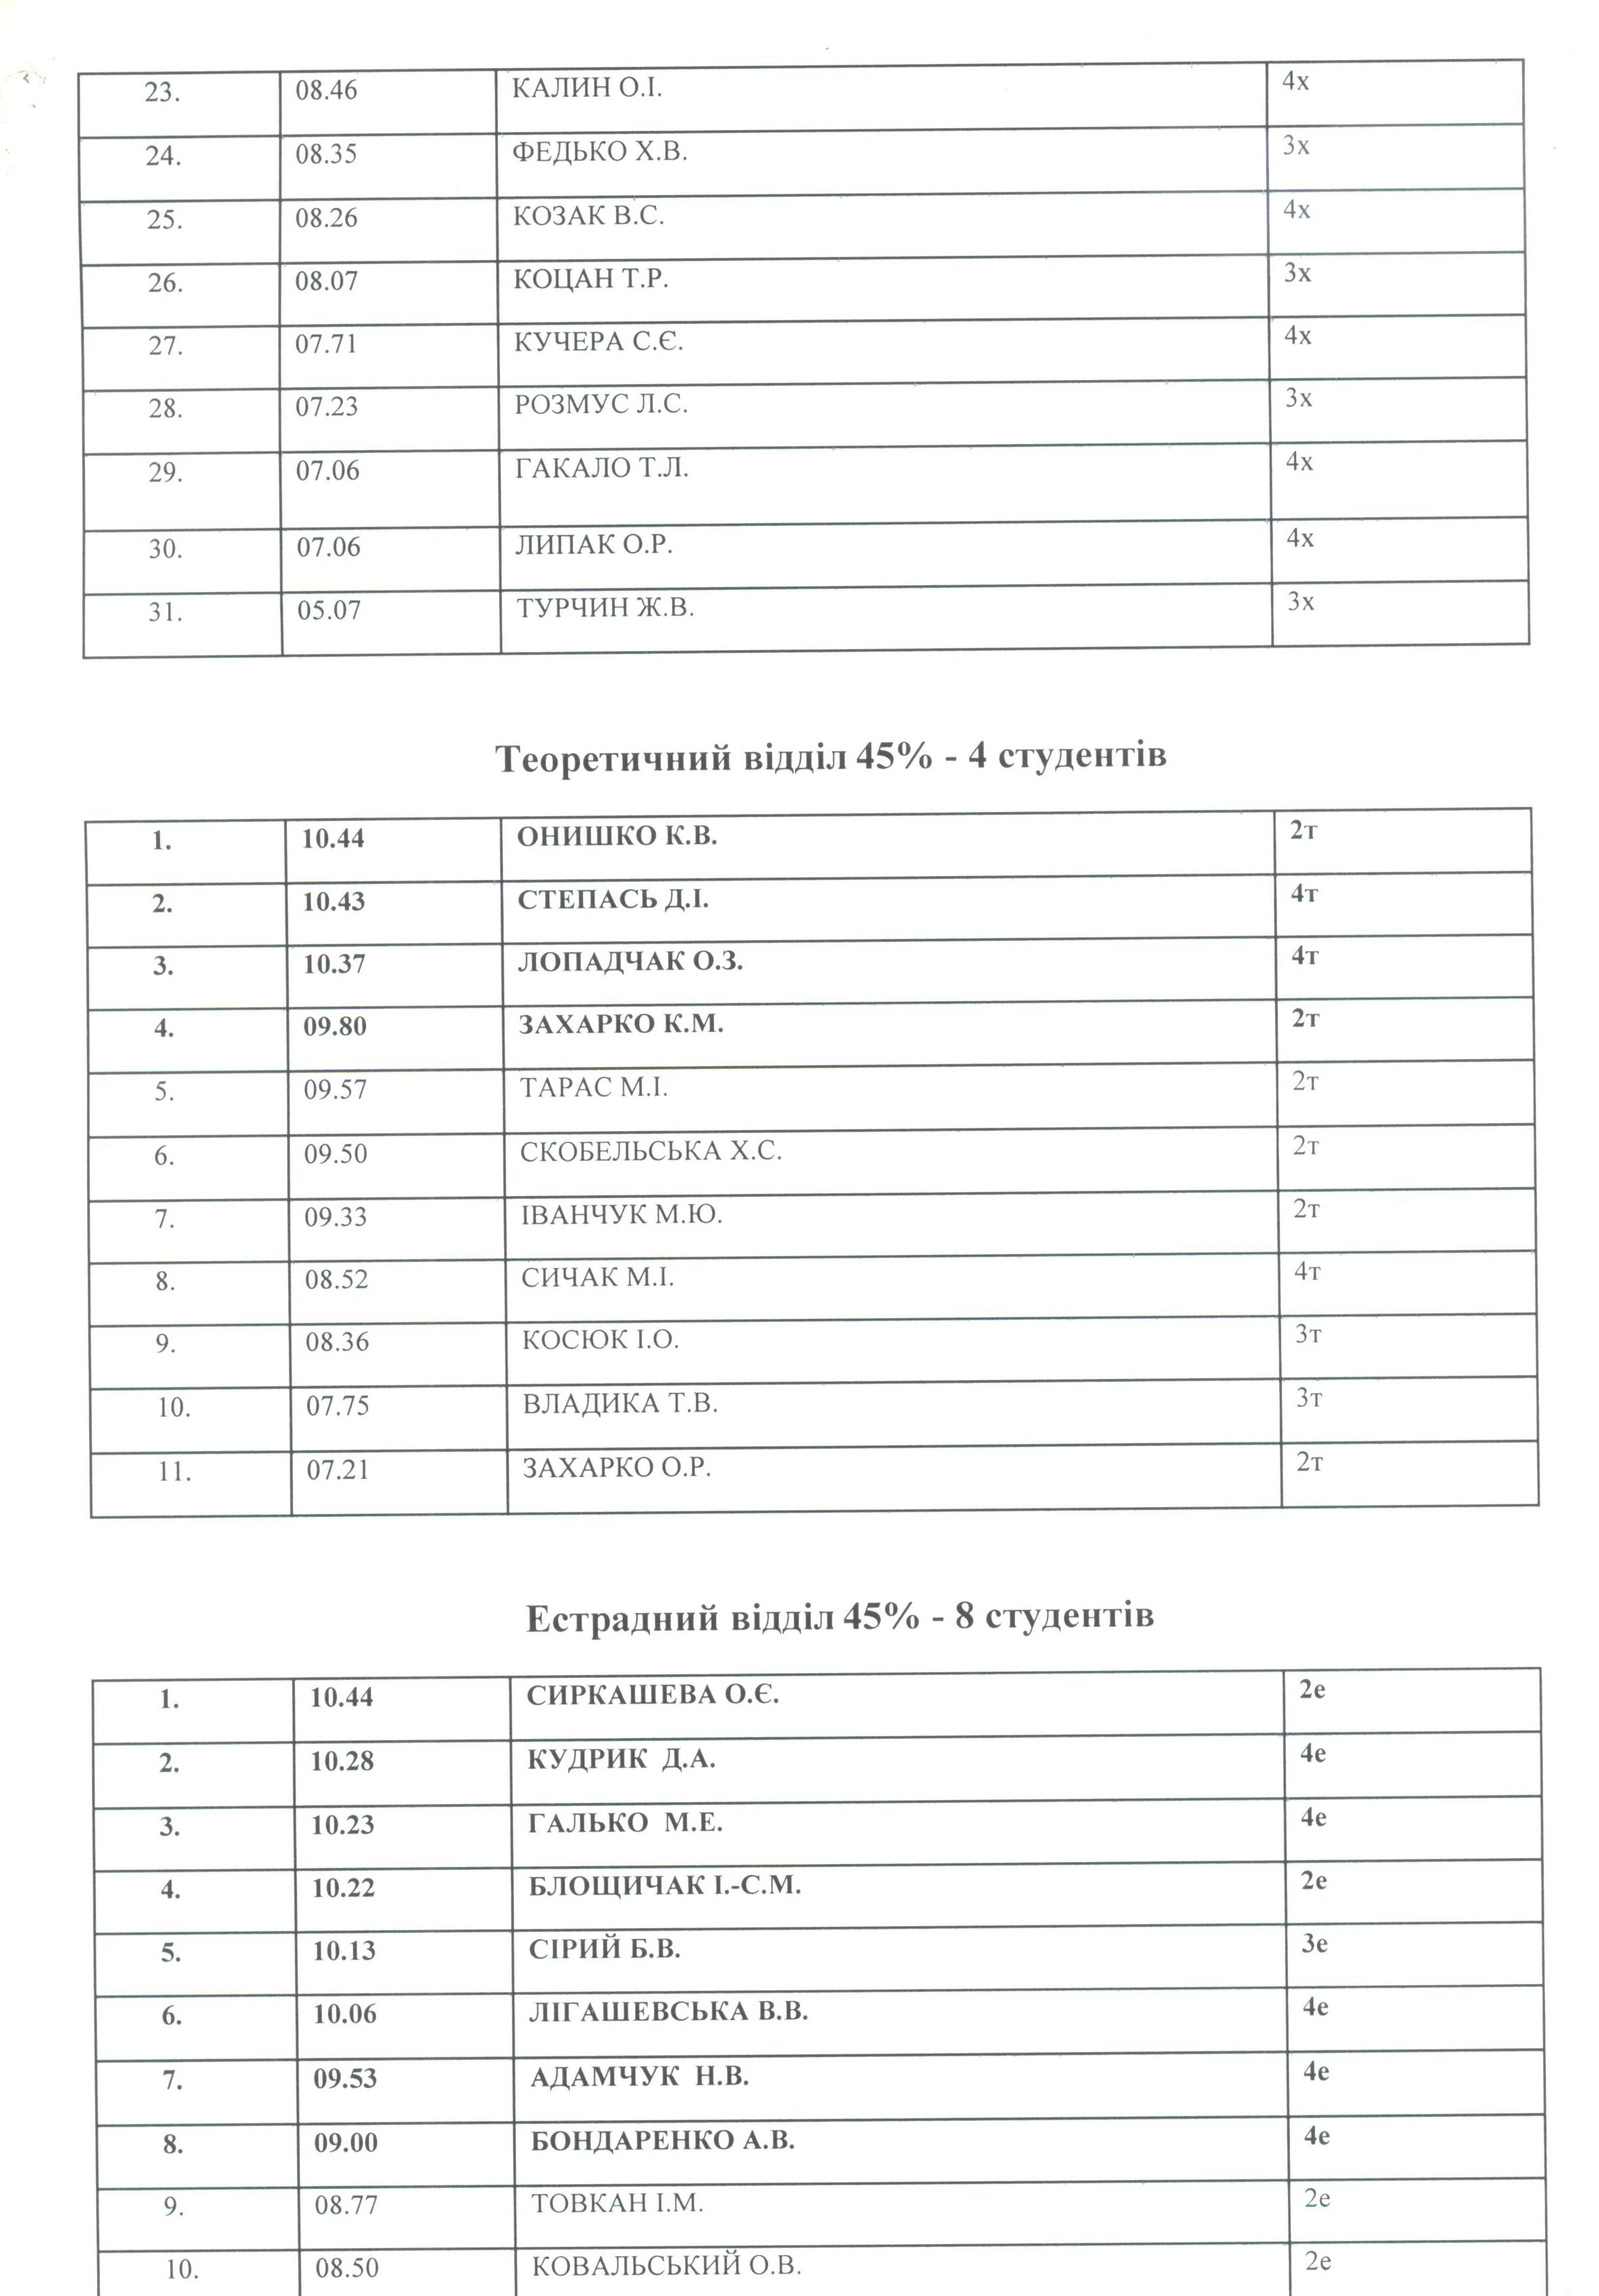 23. 08.46 КАЛИН О.І. 4х
24. 08.35 ФЕДЬКО Х.В. 3х
25. 08.26 КОЗАК В.С. 4х
26. 08.07 КОЦАН Т.Р. 3х
27. 07.71 КУЧЕРА С.Є. 4х
28. 07.23 РОЗМУС Л.С. 3х
29. 07.06 ГАКАЛО Т.Л. 4х
30. 07.06 ЛИПАК О.Р. 4х
31. 05.07 ТУРЧИН Ж.В. 3х
Теоретичний відділ 45% - 4 студентів
1. 10.44 ОНИШКО К.В. 2т
2. 10.43 СТЕПАСЬ Д.І. 4т
3. 10.37 ЛОПАДЧАК О.З. 4т
4. 09.80 ЗАХАРКО К.М. 2т
5. 09.57 ТАРАС М.І. 2т
6. 09.50 СКОБЕЛЬСЬКА Х.С. 2т
7. 09.33 ІВАНЧУК М.Ю. 2т
8. 08.52 СИЧАК М.І. 4т
9. 08.36 КОСЮК І.О. 3т
10. 07.75 ВЛАДИКА Т.В. 3т
11. 07.21 ЗАХАРКО О.Р. 2т
Естрадний відділ 45% - 8 студентів
1. 10.44 СИРКАШЕВА О.Є. 2е
2. 10.28 КУДРИК Д.А. 4е
3. 10.23 ГАЛЬКО М.Е. 4е
4. 10.22 БЛОЩИЧАК І.-С.М. 2е
5. 10.13 СІРИЙ Б.В. 3е
6. 10.06 ЛІГАШЕВСЬКА В.В. 4е
7. 09.53 АДАМЧУК Н.В. 4е
8. 09.00 БОНДАРЕНКО А.В. 4е
9. 08.77 ТОВКАН І.М. 2е
10. 08.50 КОВАЛЬСЬКИЙ О.В. 2е